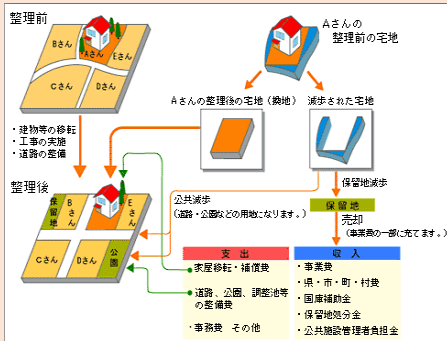 整理前
Bさん
Aさん
Eさん
Cさん
Dさん
Aさんの
整理前の宅地
Aさんの整理後の宅地(換地)
減歩された宅地
・建物等の移転
・工事の実施
・道路の整備
整理後
保留地
Bさん
Eさん
Cさん
Dさん
公園
公共減歩
(道路・公園などの用地になります。)
保留地減歩
保留地
売却
(事業費の一部に充てます。)
支出
・家屋移転・補償費
・道路、公園、調整池等
の整備費
・事務費 その他
収入
・事業費
・県・市・町・村費
・国庫補助金
・保留地処分金
・公共施設管理者負担金